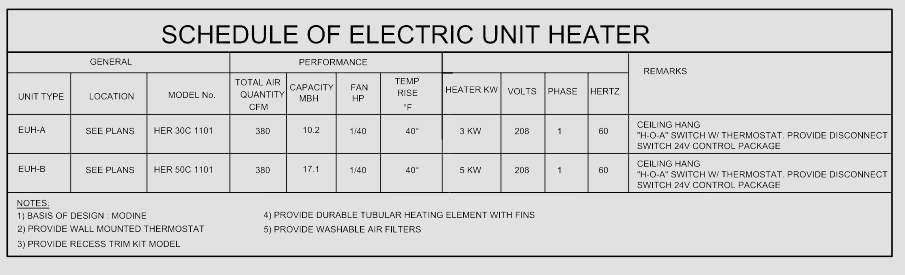 SCHEDULE OF ELECTRIC UNIT HEATER
GENERAL PERFORMANCE REMARKS
UNIT TYPE LOCATION MODEL No. TOTAL AIR QUANTITY CFM CAPACITY MBH FAN HP TEMP RISE °F HEATER KW VOLTS PHASE HERTZ
EUH-A SEE PLANS HER 30C 1101 380 10.2 1/40 40° 3 KW 208 1 60 CEILING HANG
"H-O-A" SWITCH W/ THERMOSTAT. PROVIDE DISCONNECT
SWITCH 24V CONTROL PACKAGE
EUH-B SEE PLANS HER 50C 1101 380 17.1 1/40 40° 5 KW 208 1 60 CEILING HANG
"H-O-A" SWITCH W/ THERMOSTAT. PROVIDE DISCONNECT
SWITCH 24V CONTROL PACKAGE
NOTES:
1) BASIS OF DESIGN : MODINE
2) PROVIDE WALL MOUNTED THERMOSTAT
3) PROVIDE RECESS TRIM KIT MODEL
4) PROVIDE DURABLE TUBULAR HEATING ELEMENT WITH FINS
5) PROVIDE WASHABLE AIR FILTERS